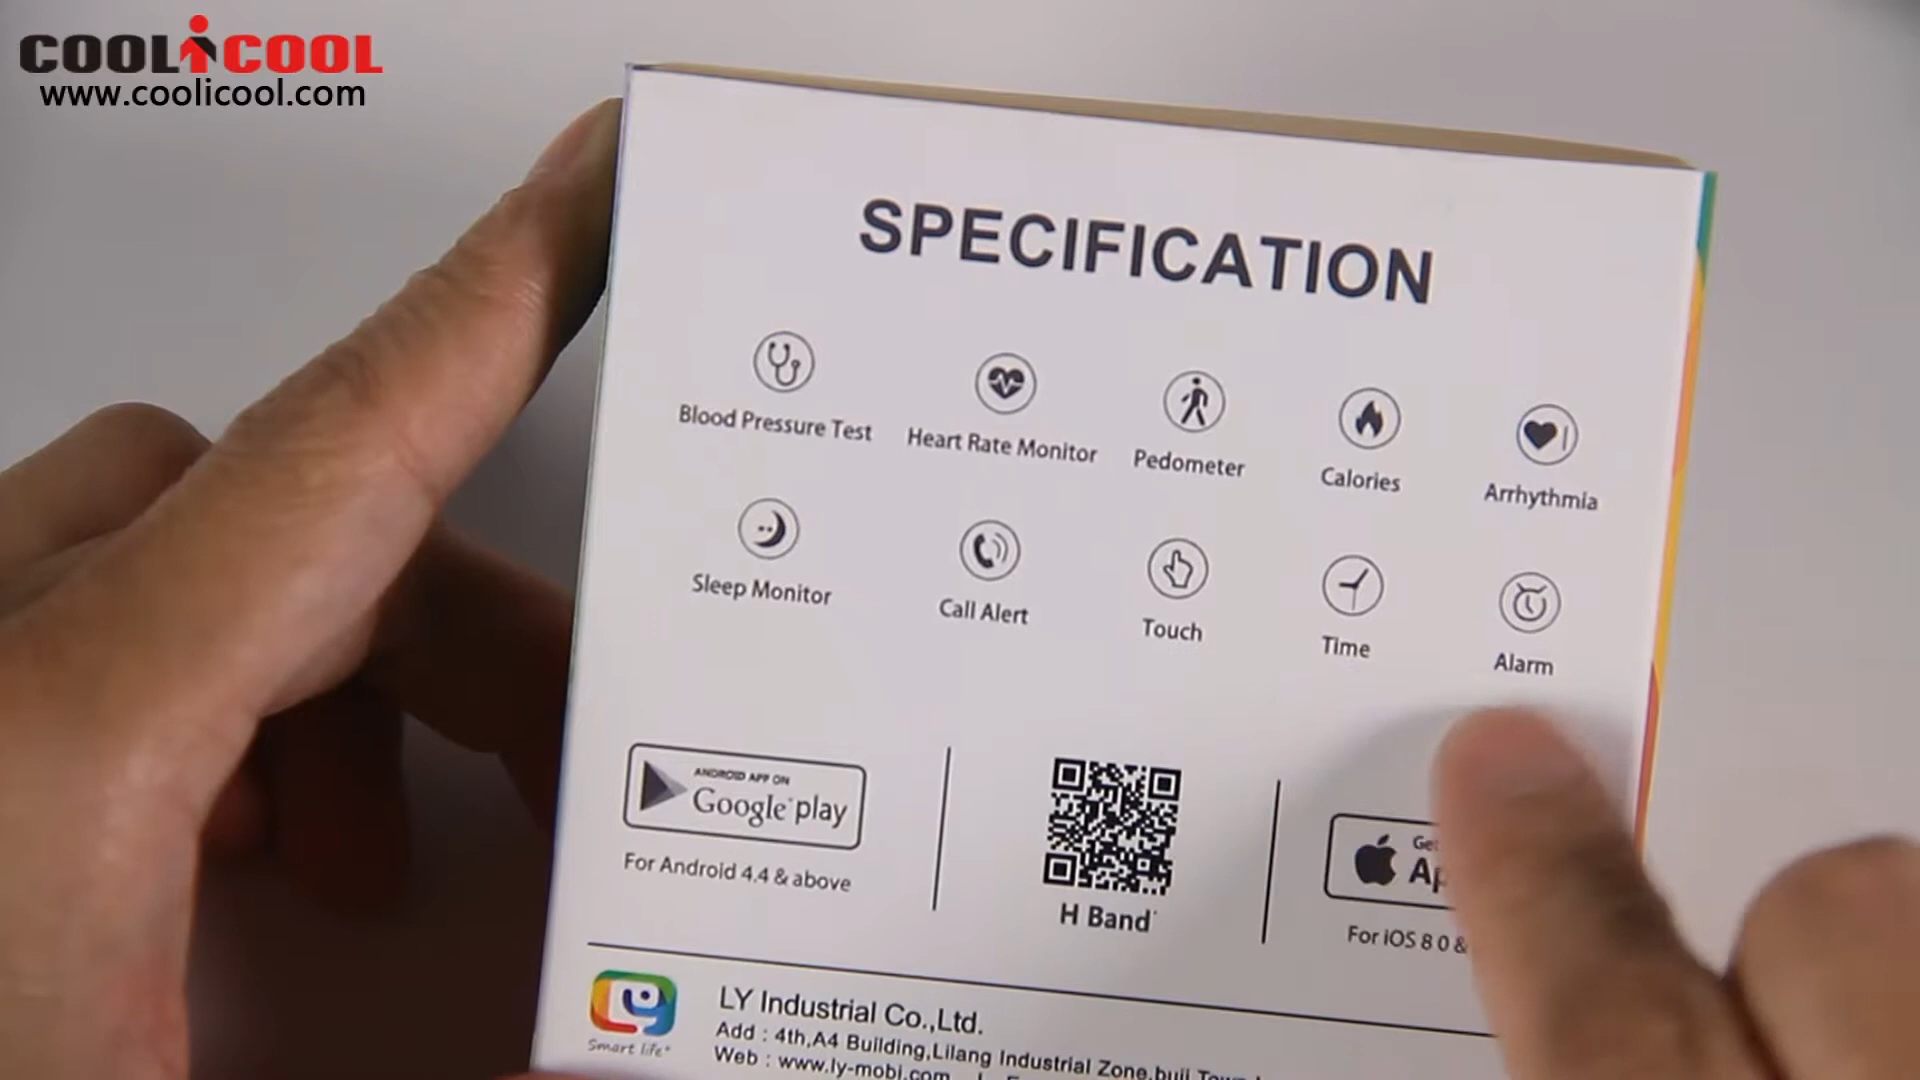 COOLiCOOL
www.coolicool.com
SPECIFICATION
Blood Pressure Test
Heart Rate Monitor
Pedometer
Calories
Arrhythmia
Sleep Monitor
Call Alert
Touch
Time
Alarm
ANDROID APP ON
Google play
For Android 4.4 & above
H Band
For iOS 8 0 &
LY Industrial Co.,Ltd.
Smart life
Add : 4th,A4 Building,Lilang Industrial Zone,buji
Web : www.ly-mobi.com